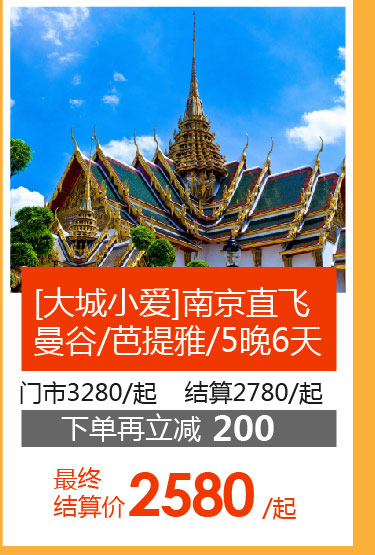 [大城小爱]南京直飞
曼谷/芭提雅/5晚6天
门市3280/起 结算2780/起
下单再立减 200
最终
结算价 2580 /起